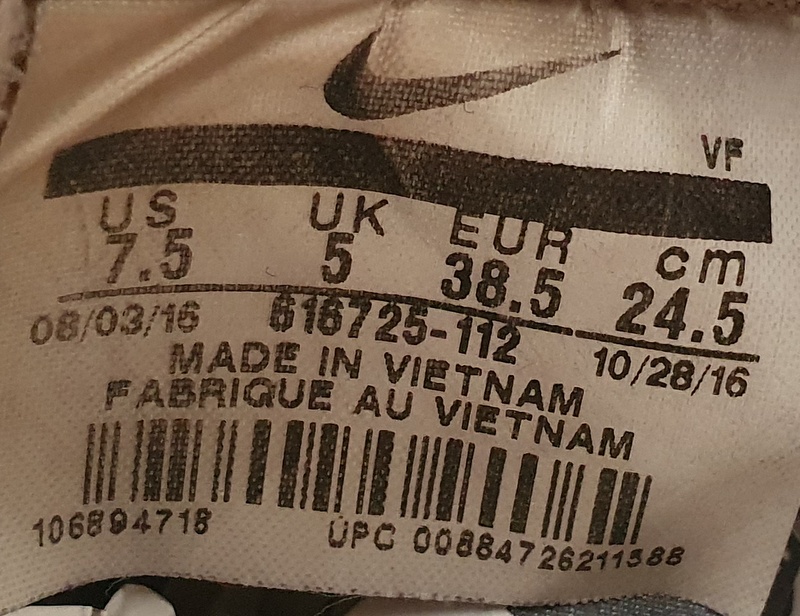 VF
US UK EUR cm
7.5 5 38.5 24.5
08/03/16 616725-112 10/28/16
MADE IN VIETNAM
FABRIQUE AU VIETNAM
106894718 UPC 00884726211388